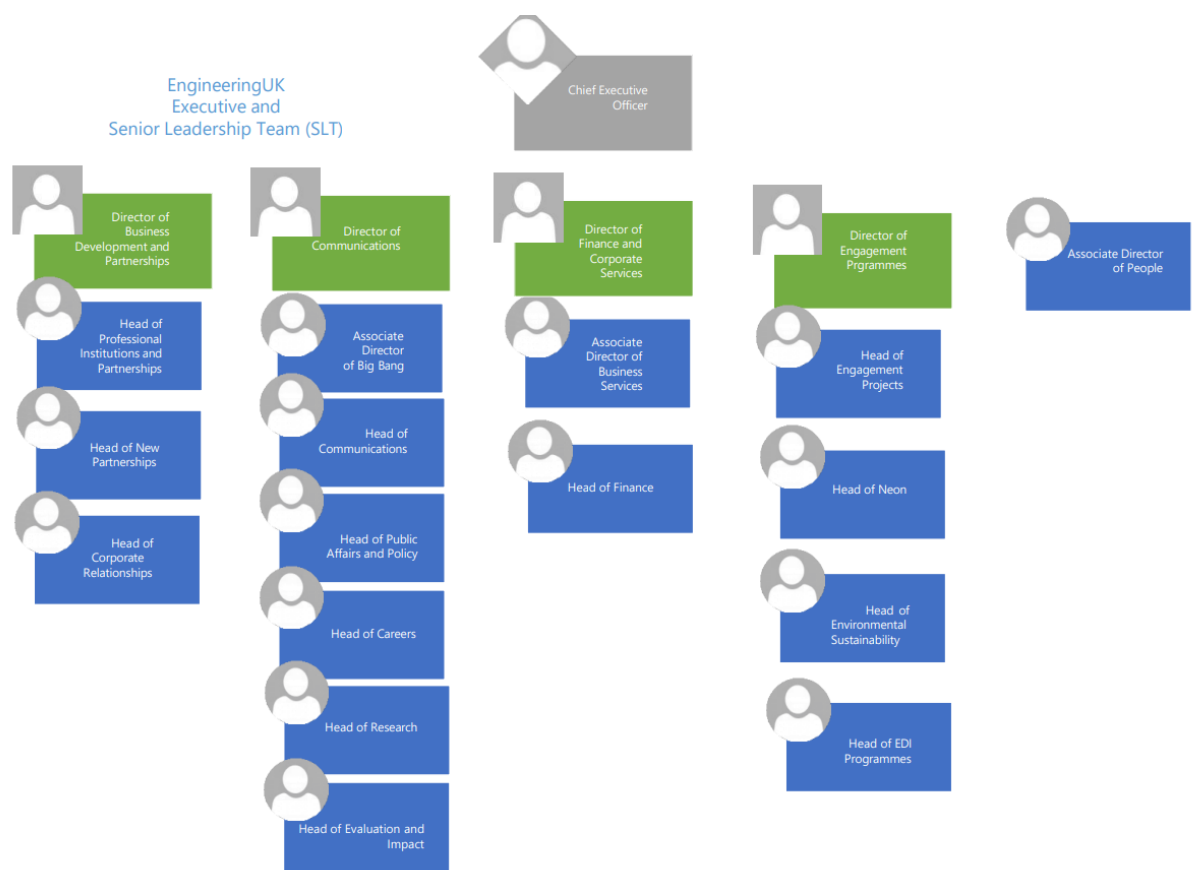 EngineeringUK
Executive and
Senior Leadership Team (SLT)
Chief Executive
Officer
Director of
Business
Development and
Partnerships
Head of
Professional
Institutions and
Partnerships
Head of New
Partnerships
Head of
Corporate
Relationships
Director of
Communications
Associate
Director
of Big Bang
Head of
Communications
Head of Public
Affairs and Policy
Head of Careers
Head of Research
Head of Evaluation and
Impact
Director of
Finance and
Corporate
Services
Associate
Director of
Business
Services
Head of Finance
Director of
Engagement
Prgrammes
Head of
Engagement
Projects
Head of Neon
Head of
Environmental
Sustainability
Head of EDI
Programmes
Associate Director
of People